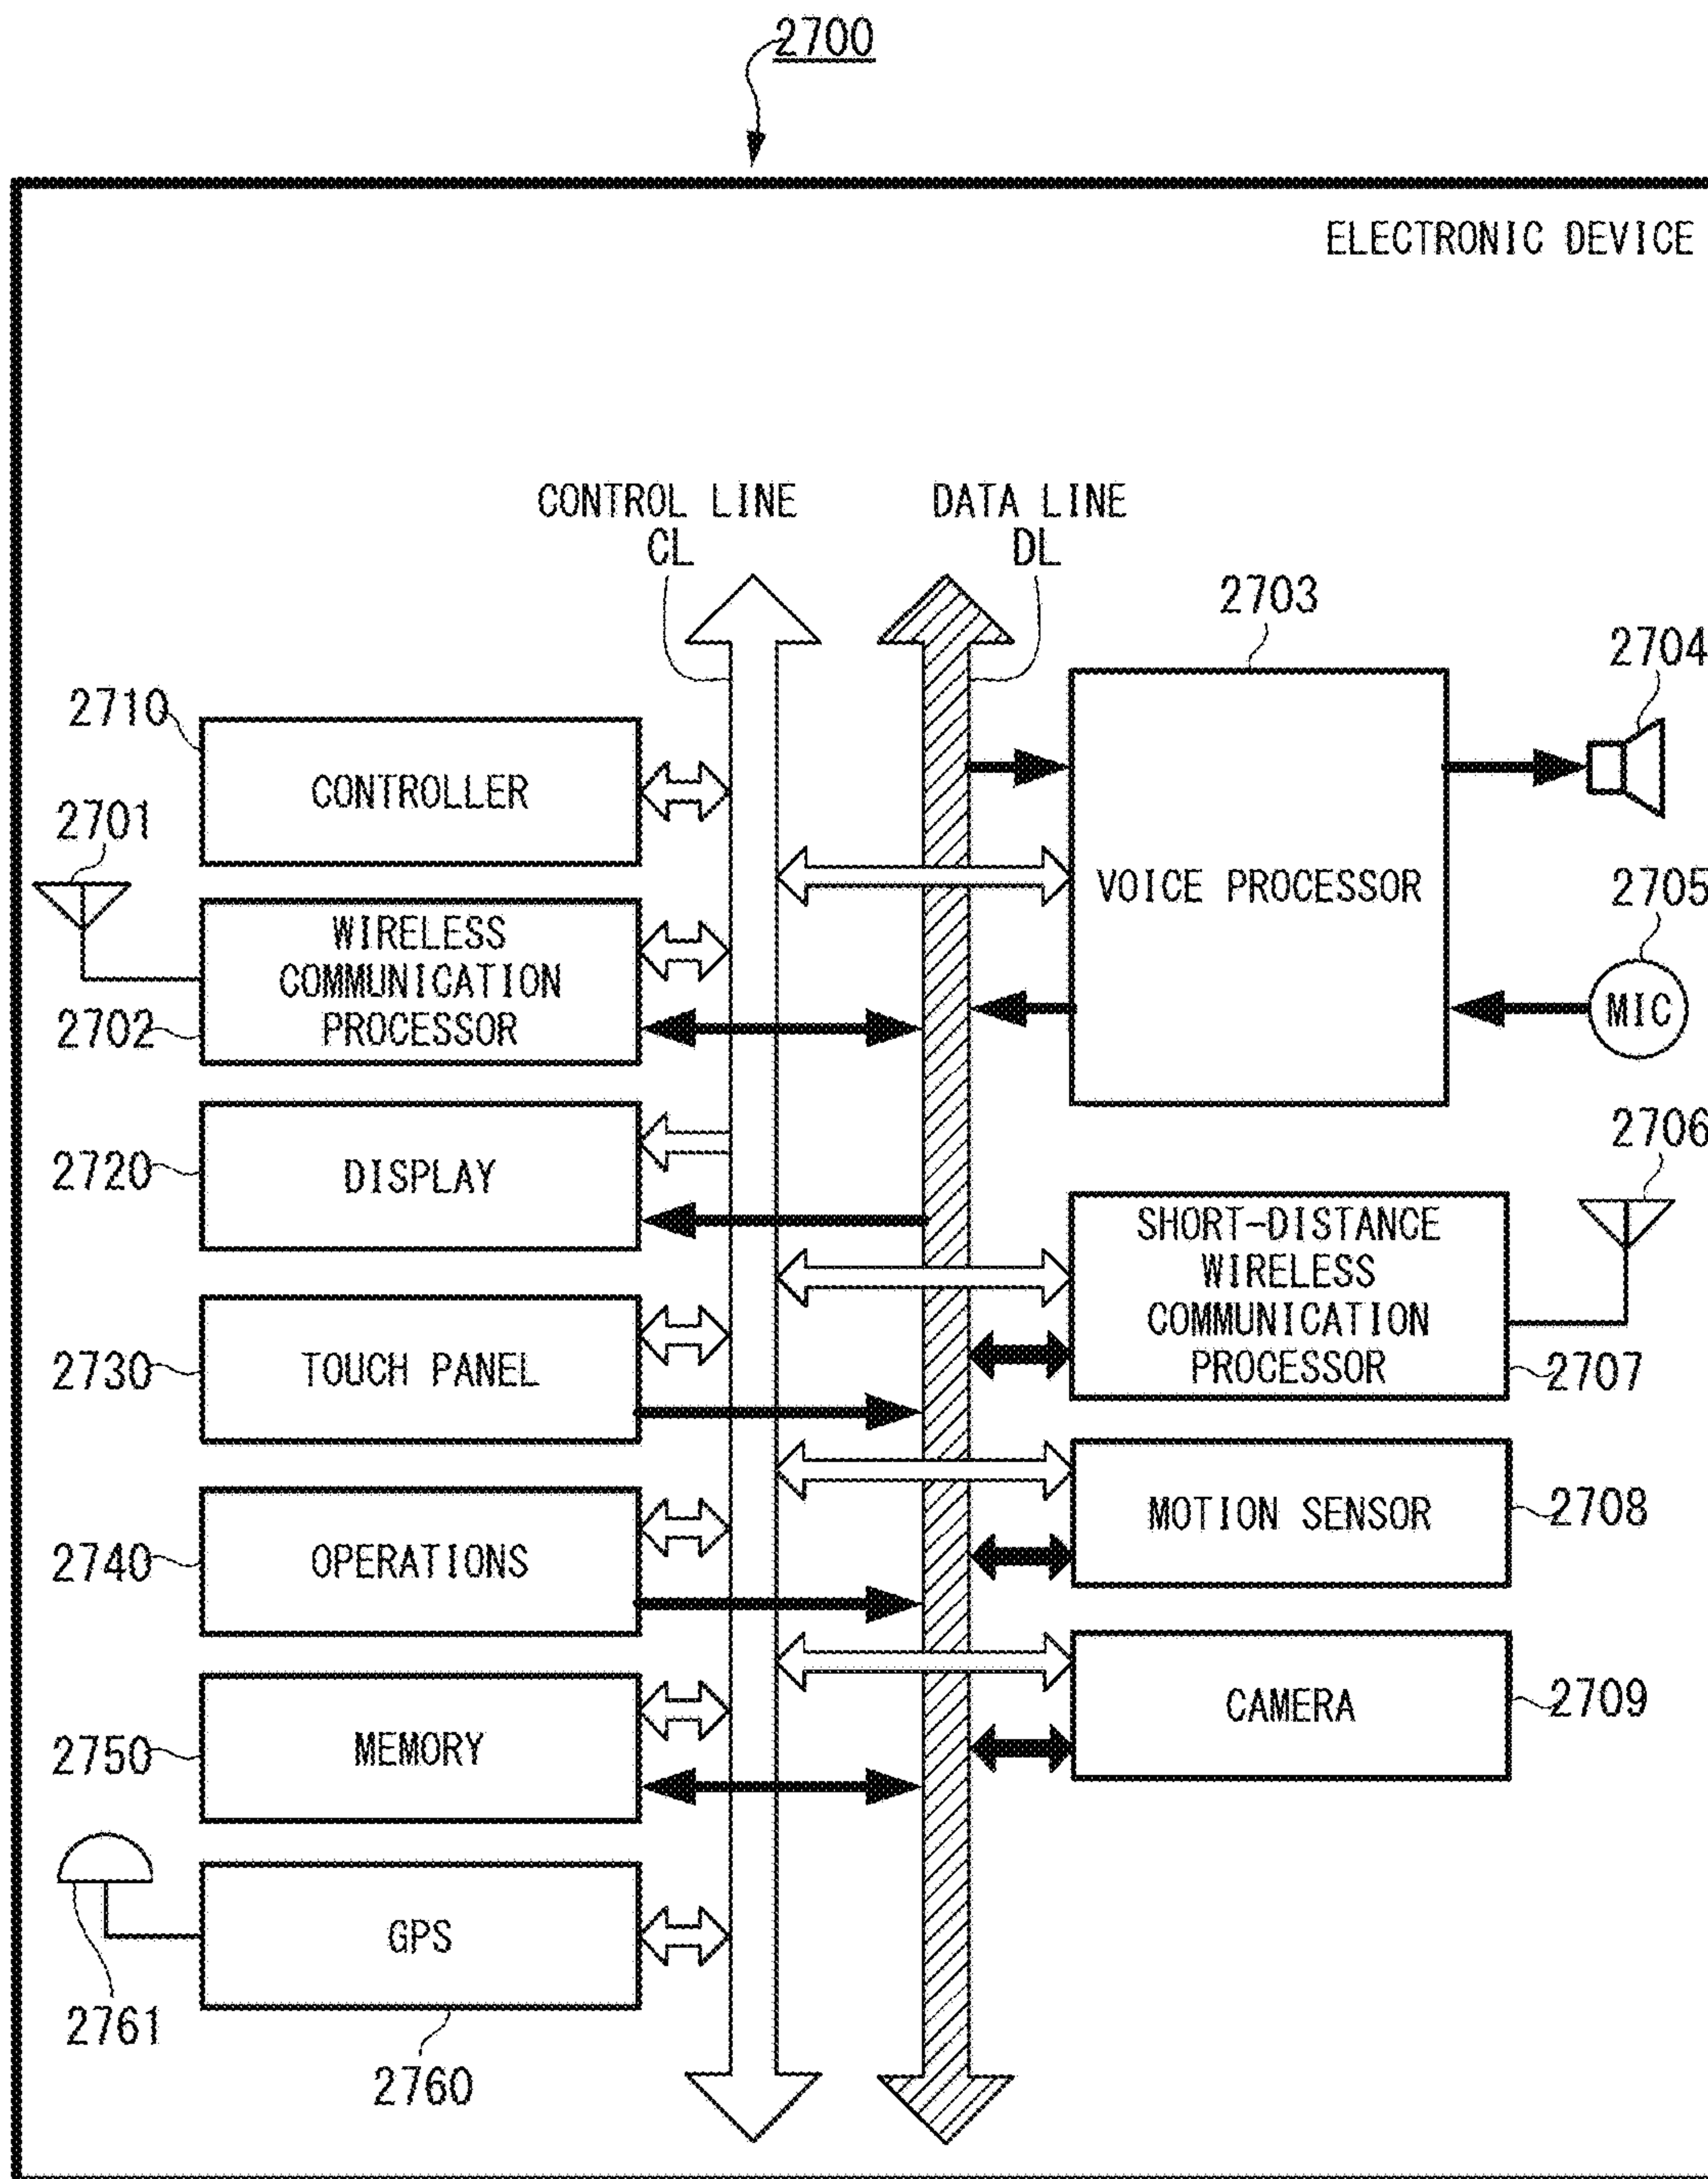 2700
ELECTRONIC DEVICE
CONTROL LINE
CL
DATA LINE
DL
2703
2704
2710
CONTROLLER
2701
VOICE PROCESSOR
2705
MIC
WIRELESS
COMMUNICATION
PROCESSOR
2702
2706
2720
DISPLAY
SHORT-DISTANCE
WIRELESS
COMMUNICATION
PROCESSOR
2707
2730
TOUCH PANEL
MOTION SENSOR
2708
2740
OPERATIONS
CAMERA
2709
2750
MEMORY
GPS
2761
2760